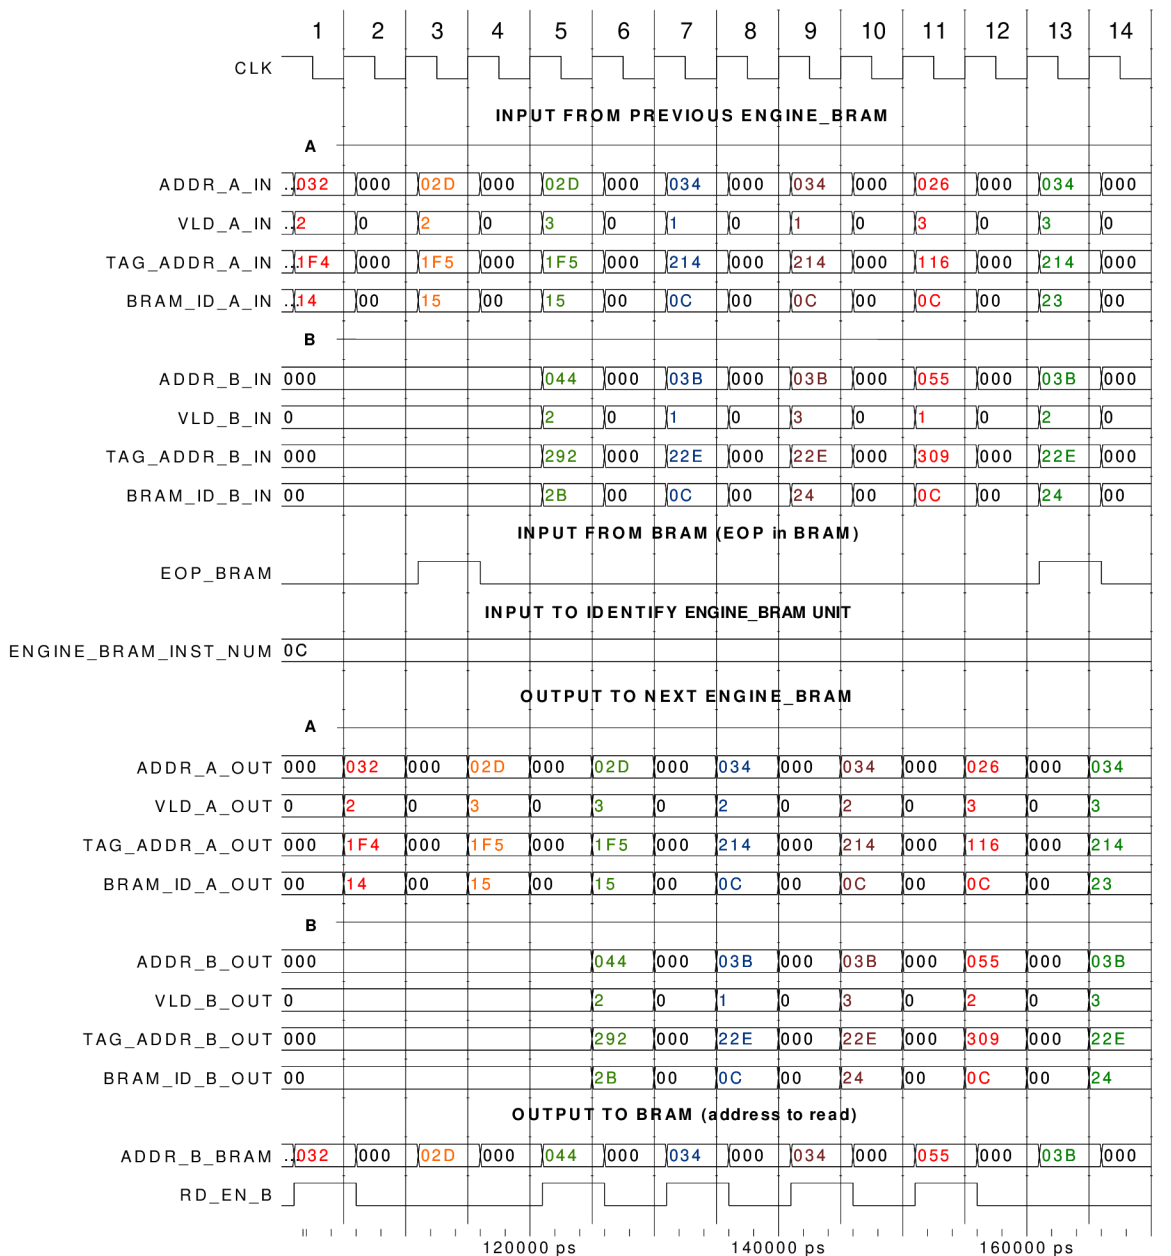 1 2 3 4 5 6 7 8 9 10 11 12 13 14
CLK
INPUT FROM PREVIOUS ENGINE_BRAM
A
ADDR_A_IN ...032 000 02D 000 02D 000 034 000 034 000 026 000 034 000
VLD_A_IN ..2 0 2 0 3 0 1 0 1 0 3 0 3 0
TAG_ADDR_A_IN ...1F4 000 1F5 000 1F5 000 214 000 214 000 116 000 214 000
BRAM_ID_A_IN ...14 00 15 00 15 00 0C 00 0C 00 0C 00 23 00
B
ADDR_B_IN 000 044 000 03B 000 03B 000 055 000 03B 000
VLD_B_IN 0 2 0 1 0 3 0 1 0 2 0
TAG_ADDR_B_IN 000 292 000 22E 000 22E 000 309 000 22E 000
BRAM_ID_B_IN 00 2B 00 0C 00 24 00 0C 00 24 00
INPUT FROM BRAM (EOP in BRAM)
EOP_BRAM
INPUT TO IDENTIFY ENGINE_BRAM UNIT
ENGINE_BRAM_INST_NUM 0C
OUTPUT TO NEXT ENGINE_BRAM
A
ADDR_A_OUT 000 032 000 02D 000 02D 000 034 000 034 000 026 000 034
VLD_A_OUT 0 2 0 3 0 3 0 2 0 2 0 3 0 3
TAG_ADDR_A_OUT 000 1F4 000 1F5 000 1F5 000 214 000 214 000 116 000 214
BRAM_ID_A_OUT 00 14 00 15 00 15 00 0C 00 0C 00 0C 00 23
B
ADDR_B_OUT 000 044 000 03B 000 03B 000 055 000 03B
VLD_B_OUT 0 2 0 1 0 3 0 2 0 3
TAG_ADDR_B_OUT 000 292 000 22E 000 22E 000 309 000 22E
BRAM_ID_B_OUT 00 2B 00 0C 00 24 00 0C 00 24
OUTPUT TO BRAM (address to read)
ADDR_B_BRAM ...032 000 02D 000 044 000 034 000 034 000 055 000 03B 000
RD_EN_B
120000 ps 140000 ps 160000 ps